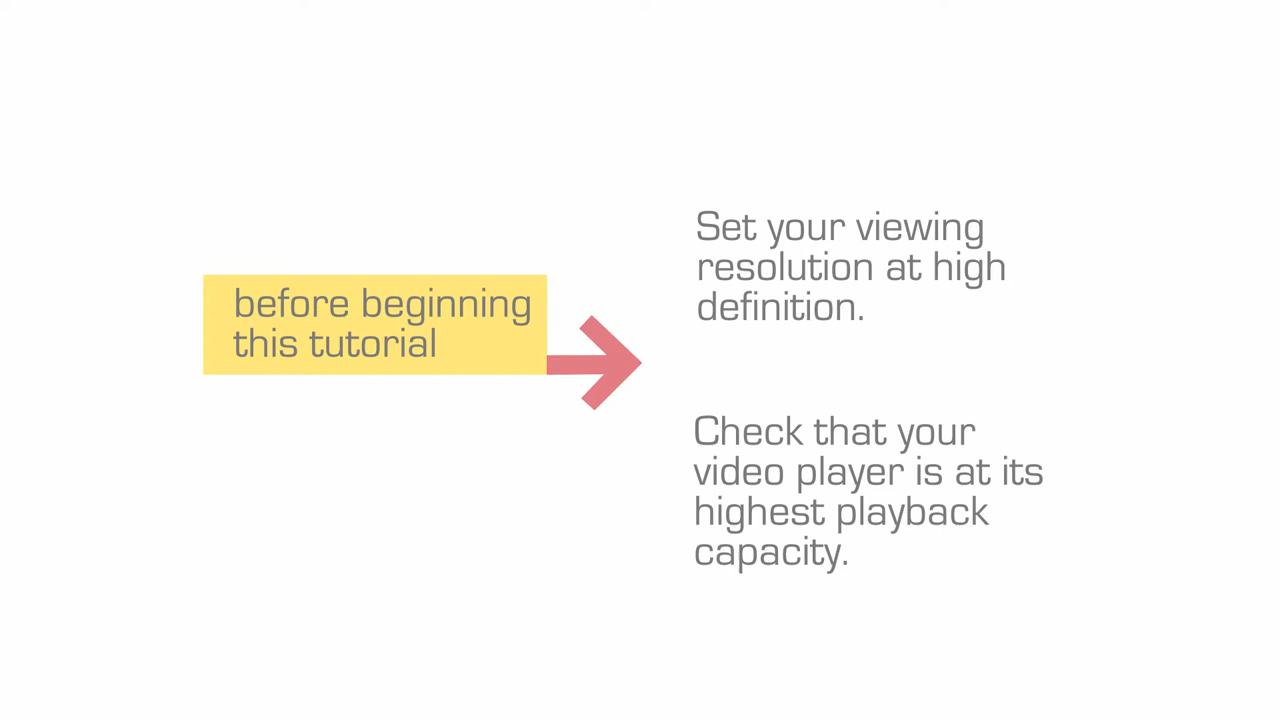 before beginning
this tutorial
Set your viewing
resolution at high
definition.
Check that your
video player is at its
highest playback
capacity.